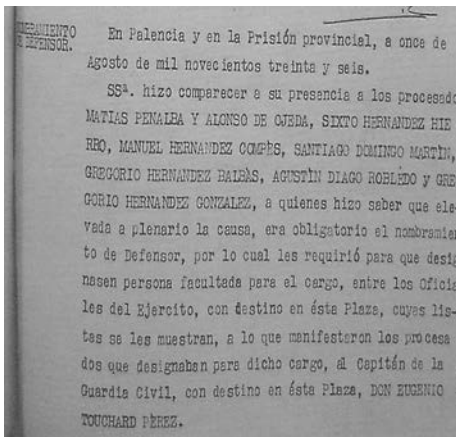 NOMBRAMIENTO
DE DEFENSOR.
En Palencia y en la Prisión provincial, a once de
Agosto de mil novecientos treinta y seis.
SSª. hizo comparecer a su presencia a los procesado
MATIAS PENALBA Y ALONSO DE OJEDA, SIXTO HERNANDEZ HIE
RRO, MANUEL HERNANDEZ COMPÈS, SANTIAGO DOMINGO MARTÌN,
GREGORIO HERNANDEZ BALBÀS, AGUSTÌN DIAGO ROBLÈDO y GRE
GORIO HERNANDEZ GONZALEZ, a quienes hizo saber que ele-
vada a plenario la causa, era obligatorio el nombramien
to de Defensor, por lo cual les requirió para que desig
nasen persona facultada para el cargo, entre los Oficia
les del Ejercito, con destino en ésta Plaza, cuyas lis-
tas se les muestran, a lo que manifestaron los procesa
dos que designaban para dicho cargo, al Capitán de la
Guardia Civil, con destino en ésta Plaza, DON EUGENIO
TOUCHARD PÈREZ.